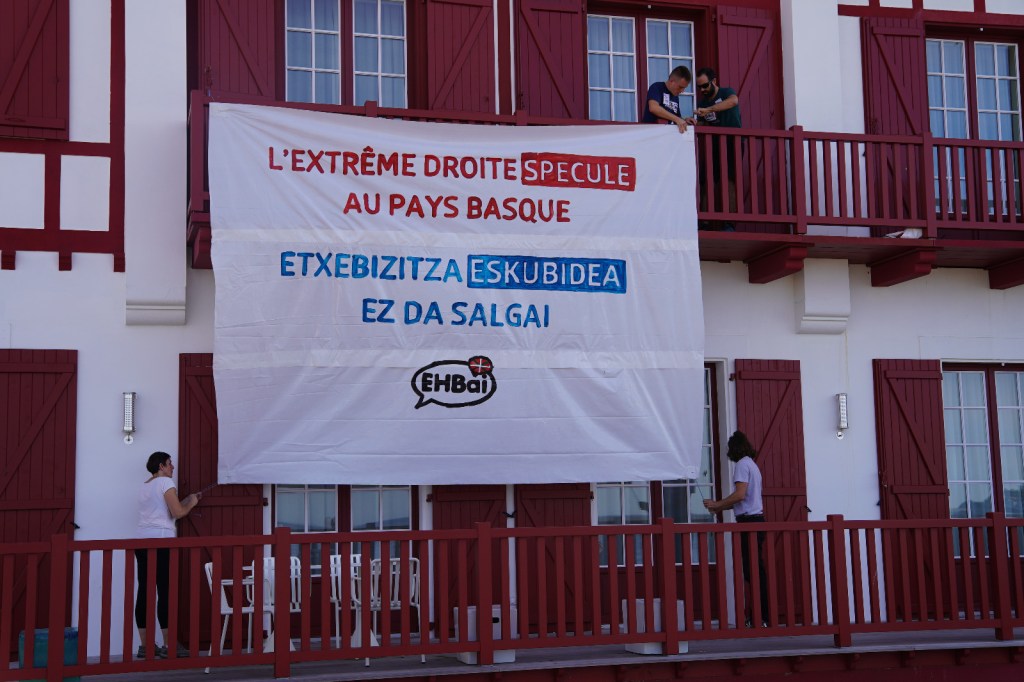 L'EXTRÊME DROITE SPECULE
AU PAYS BASQUE
ETXEBIZITZA ESKUBIDEA
EZ DA SALGAI
EHBai